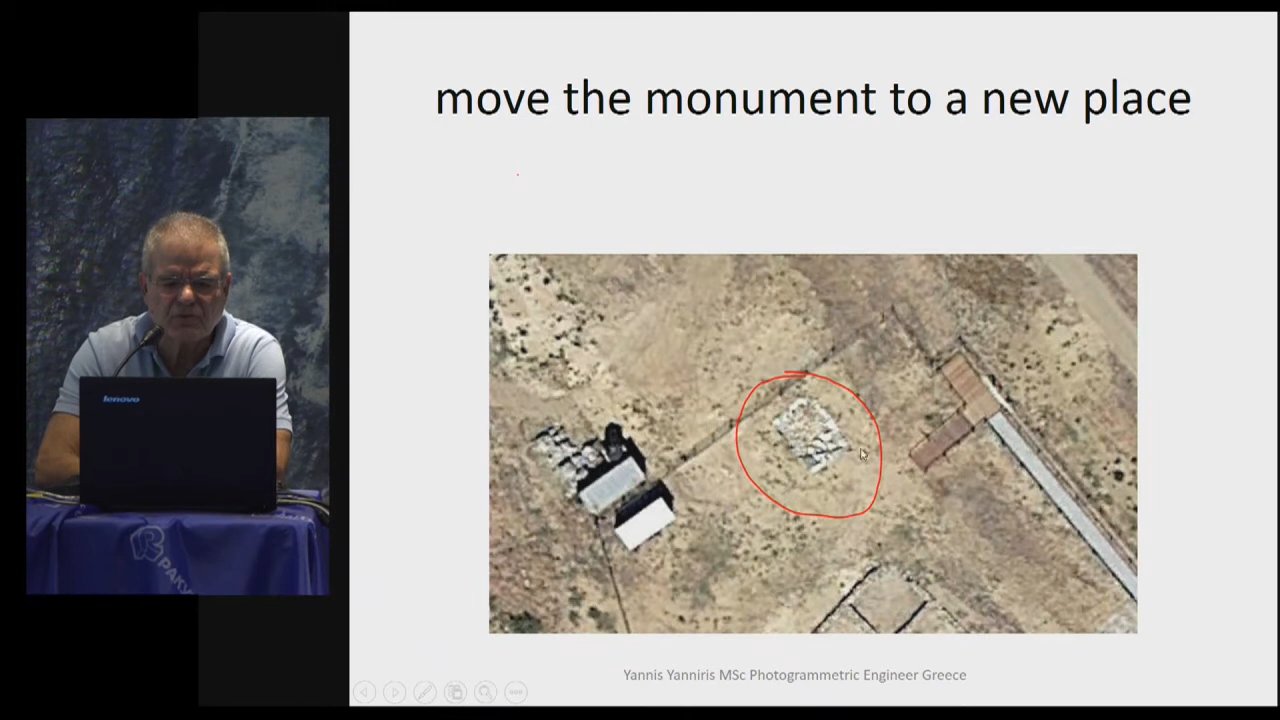 move the monument to a new place
lenovo
Yannis Yanniris MSc Photogrammetric Engineer Greece